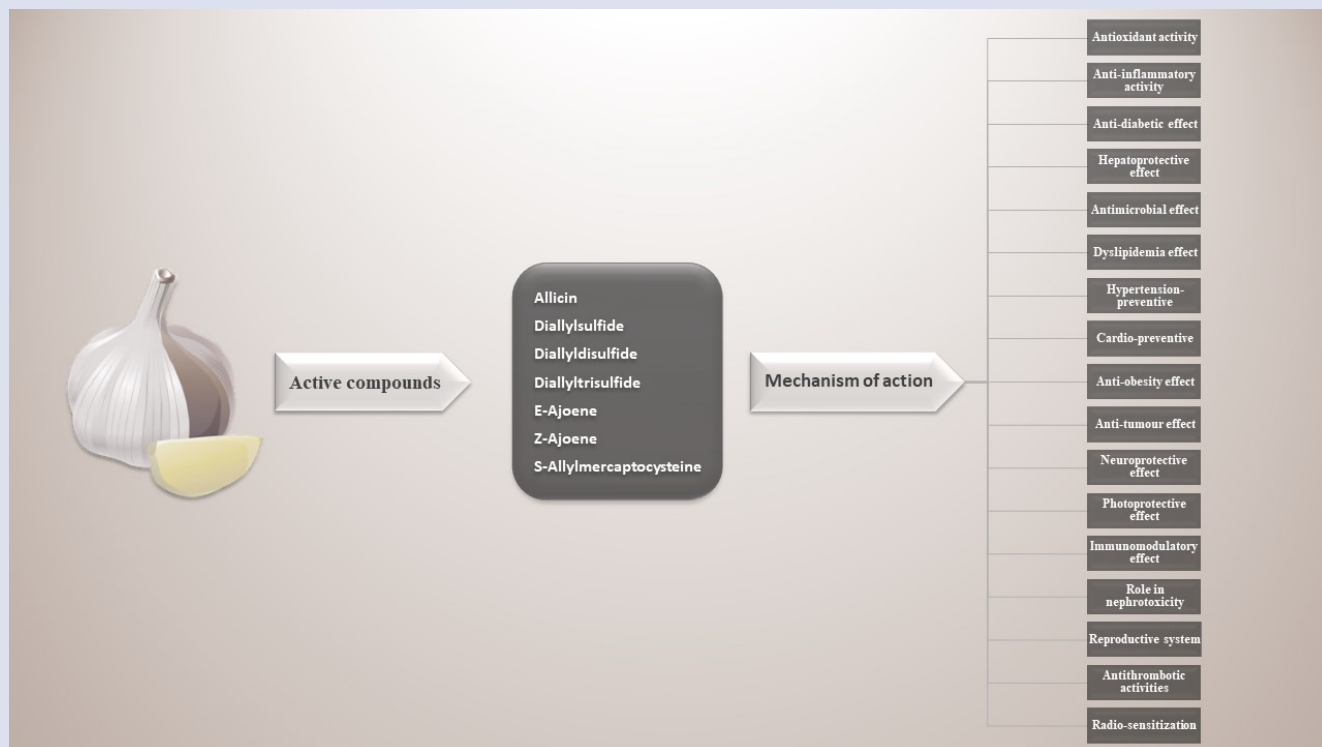 Active compounds
Allicin
Diallylsulfide
Diallyldisulfide
Diallyltrisulfide
E-Ajoene
Z-Ajoene
S-Allylmercaptocysteine
Mechanism of action
Antioxidant activity
Anti-inflammatory
activity
Anti-diabetic effect
Hepatoprotective
effect
Antimicrobial effect
Dyslipidemia effect
Hypertension-
preventive
Cardio-preventive
Anti-obesity effect
Anti-tumour effect
Neuroprotective
effect
Photoprotective
effect
Immunomodulatory
effect
Role in
nephrotoxicity
Reproductive system
Antithrombotic
activities
Radio-sensitization